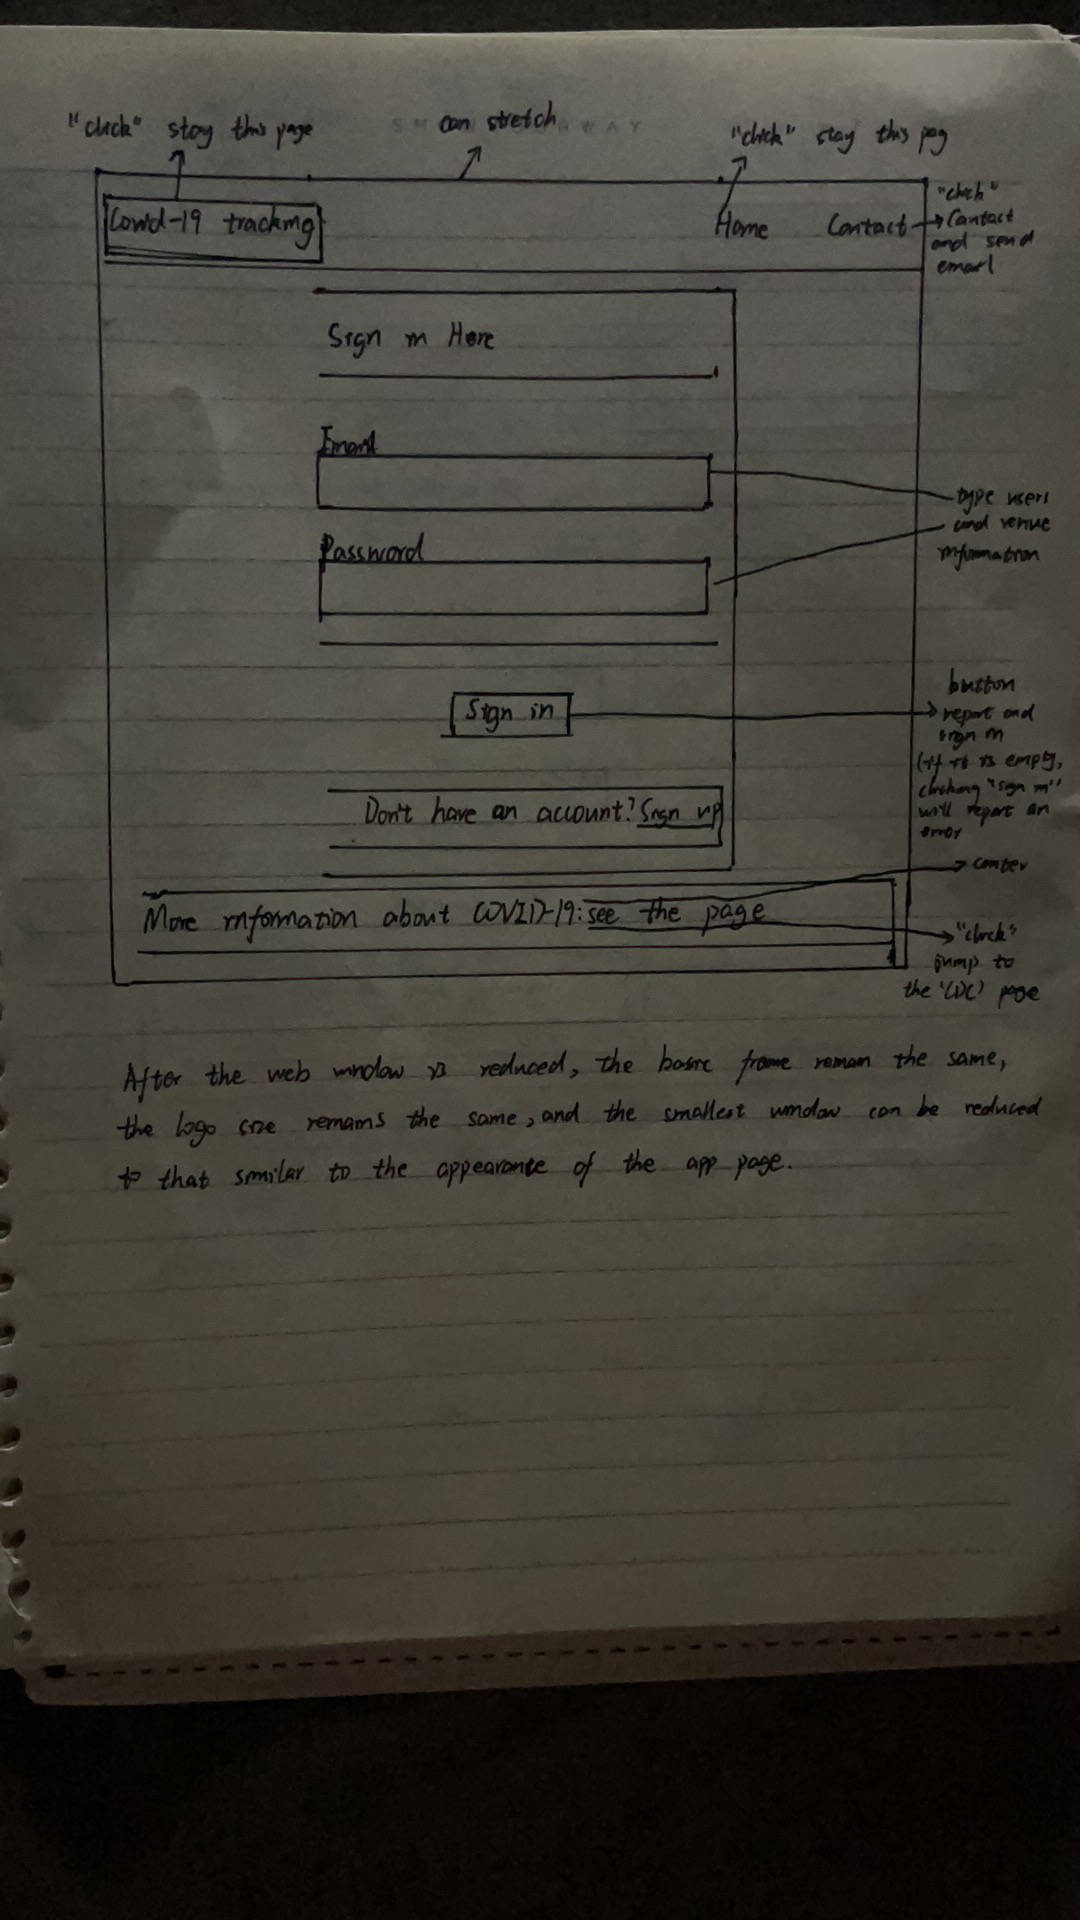 "click" stay this page
can stretch
"click" stay this pag
SH WAY
Covid-19 tracking
Home
Contact
"click"
Contact
and send
email
Sign in Here
Email
Password
type users
and venue
information
Sign in
button
report and
sign in
(if it is empty,
clicking "sign in"
will report an
error
Don't have an account? Sign up
center
More information about COVID-19: see the page
"click"
jump to
the 'CDC' page
After the web window is reduced, the basic frame remain the same,
the logo size remains the same, and the smallest window can be reduced
to that similar to the appearance of the app page.